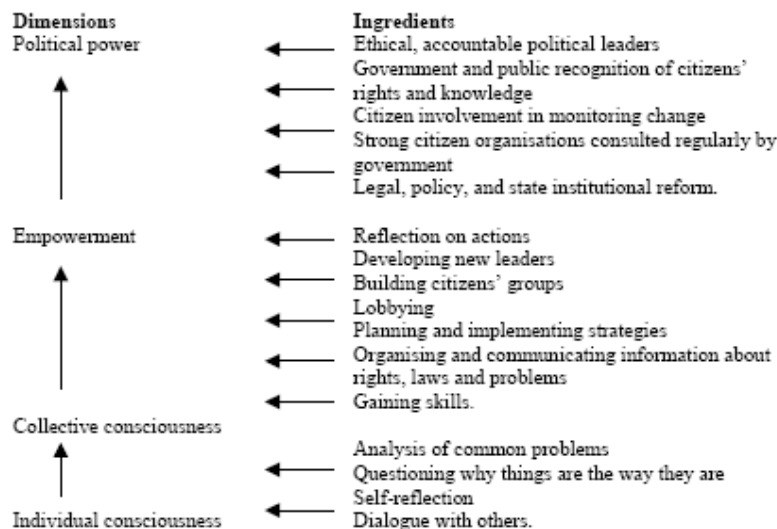 Dimensions Ingredients
Political power Ethical, accountable political leaders
Government and public recognition of citizens'
rights and knowledge
Citizen involvement in monitoring change
Strong citizen organisations consulted regularly by
government
Legal, policy, and state institutional reform.
Empowerment Reflection on actions
Developing new leaders
Building citizens' groups
Lobbying
Planning and implementing strategies
Organising and communicating information about
rights, laws and problems
Gaining skills.
Collective consciousness
Analysis of common problems
Questioning why things are the way they are
Self-reflection
Individual consciousness Dialogue with others.